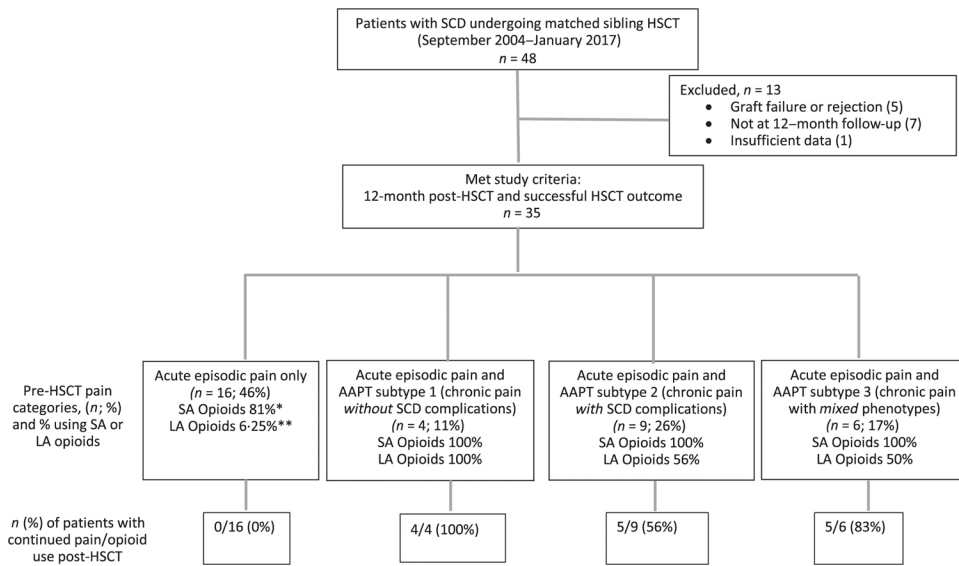 Patients with SCD undergoing matched sibling HSCT
(September 2004–January 2017)
n = 48
Excluded, n = 13
• Graft failure or rejection (5)
• Not at 12–month follow-up (7)
• Insufficient data (1)
Met study criteria:
12-month post-HSCT and successful HSCT outcome
n = 35
Pre-HSCT pain
categories, (n; %)
and % using SA or
LA opioids
Acute episodic pain only
(n = 16; 46%)
SA Opioids 81%*
LA Opioids 6·25%**
Acute episodic pain and
AAPT subtype 1 (chronic pain
without SCD complications)
(n = 4; 11%)
SA Opioids 100%
LA Opioids 100%
Acute episodic pain and
AAPT subtype 2 (chronic pain
with SCD complications)
(n = 9; 26%)
SA Opioids 100%
LA Opioids 56%
Acute episodic pain and
AAPT subtype 3 (chronic pain
with mixed phenotypes)
(n = 6; 17%)
SA Opioids 100%
LA Opioids 50%
n (%) of patients with
continued pain/opioid
use post-HSCT
0/16 (0%)
4/4 (100%)
5/9 (56%)
5/6 (83%)